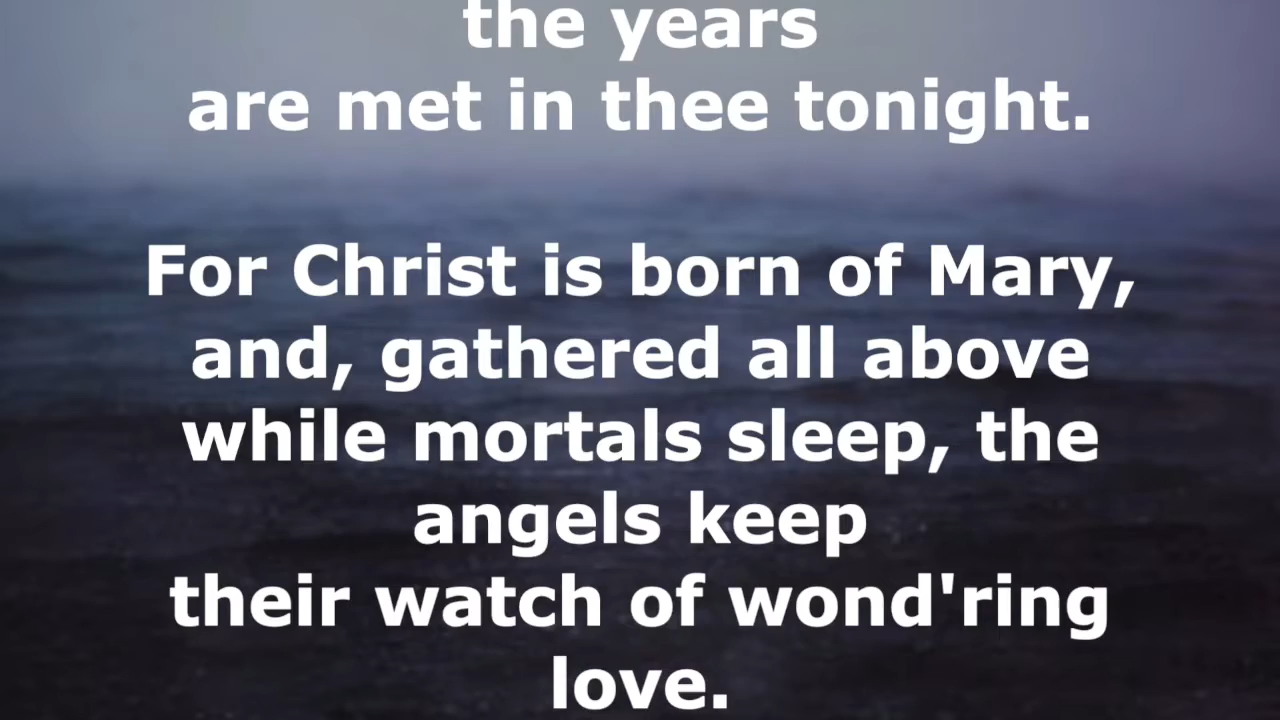 the years
are met in thee tonight.
For Christ is born of Mary,
and, gathered all above
while mortals sleep, the
angels keep
their watch of wond'ring
love.